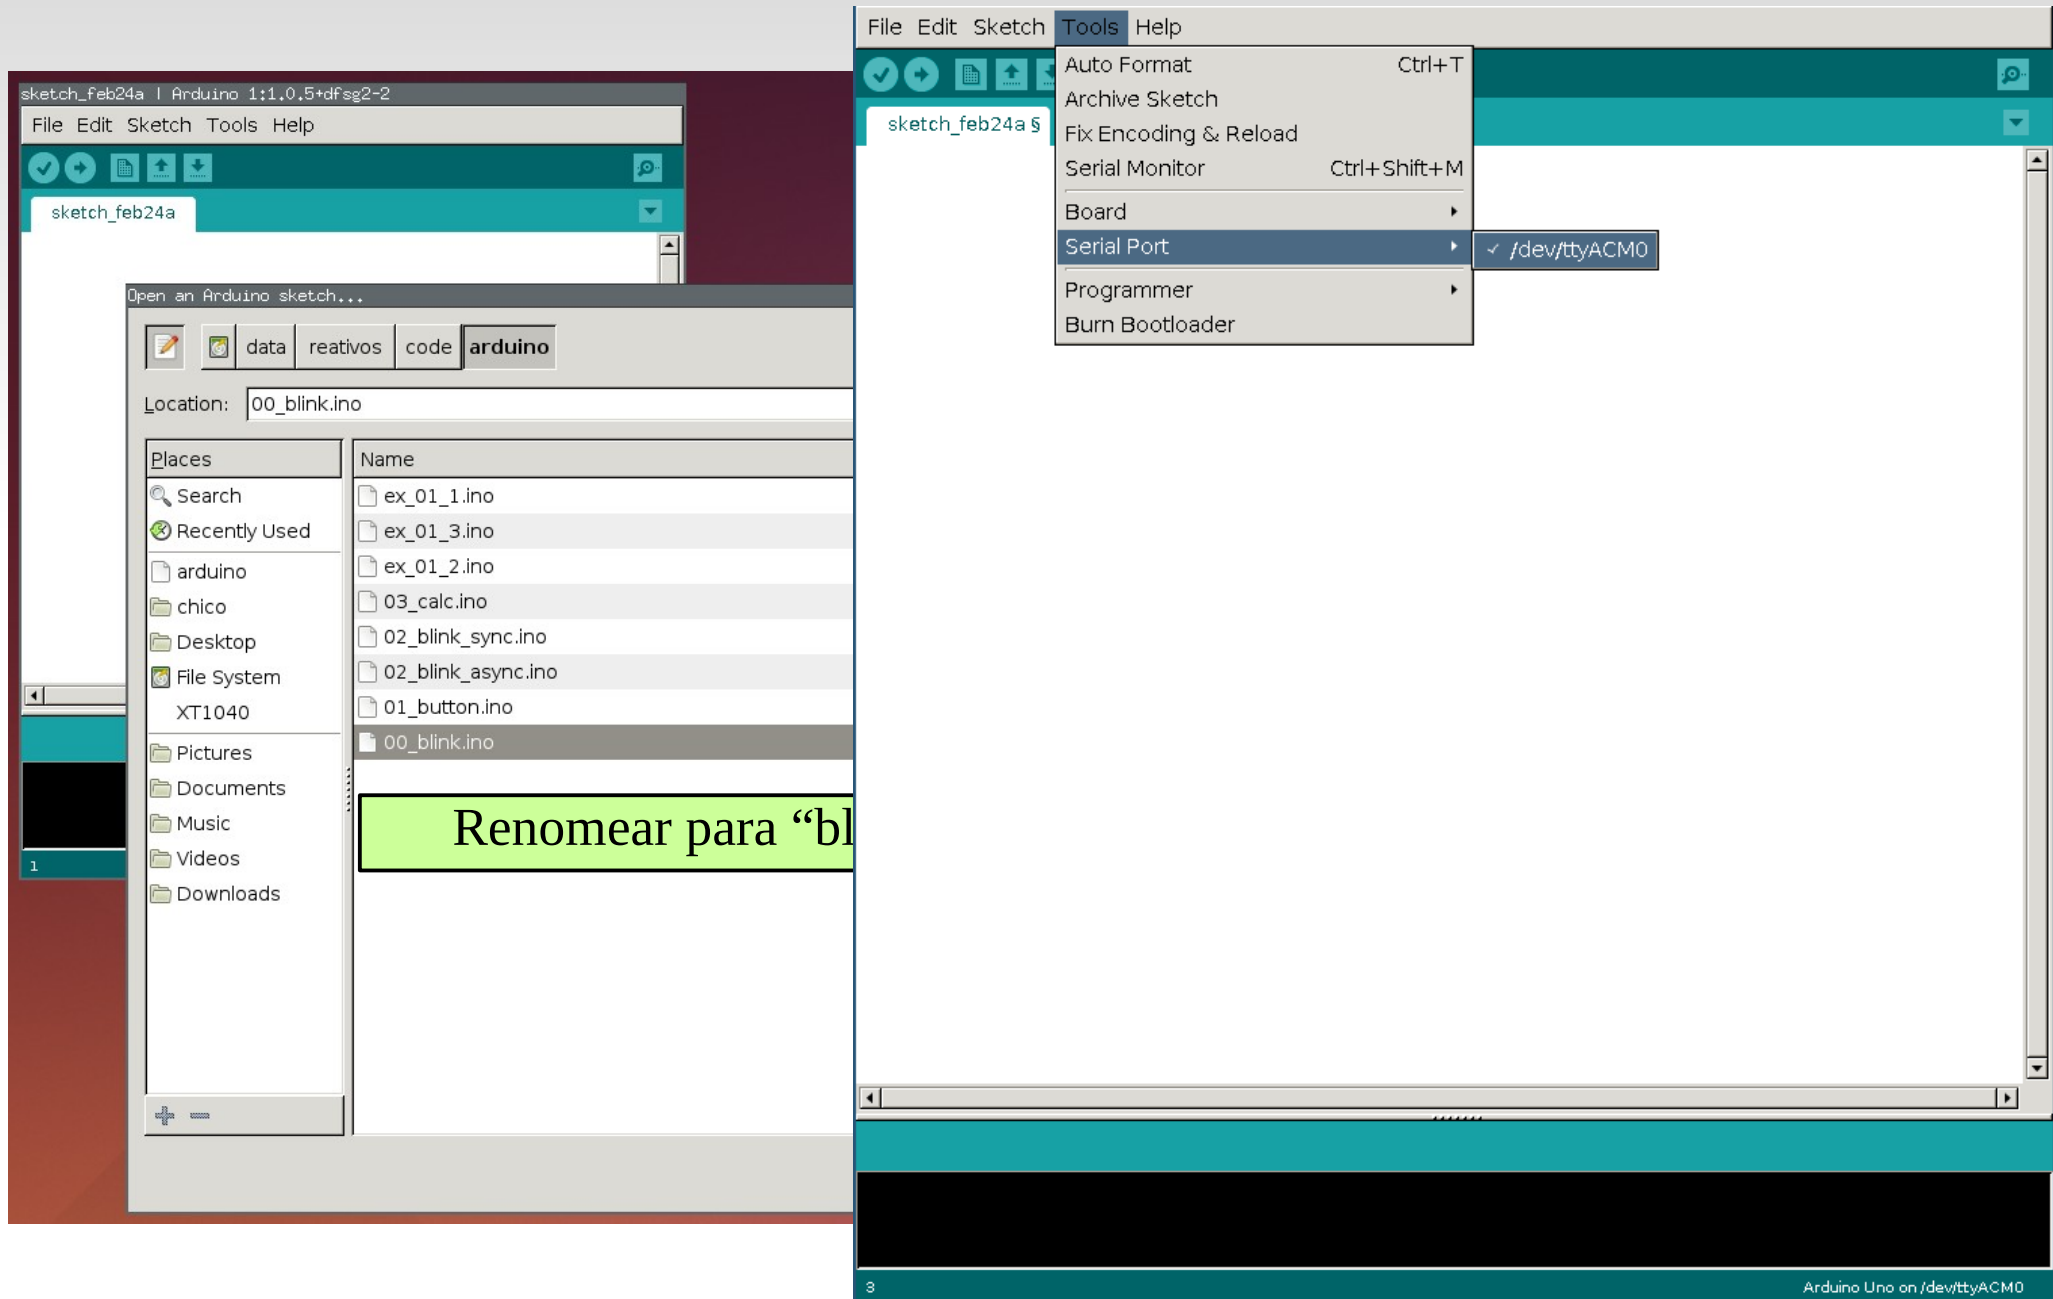 sketch_feb24a | Arduino 1:1.0.5+dfsg2-2
File Edit Sketch Tools Help
sketch_feb24a
Open an Arduino sketch...
data reativos code arduino
Location: 00_blink.ino
Places
Search
Recently Used
arduino
chico
Desktop
File System
XT1040
Pictures
Documents
Music
Videos
Downloads
Name
ex_01_1.ino
ex_01_3.ino
ex_01_2.ino
03_calc.ino
02_blink_sync.ino
02_blink_async.ino
01_button.ino
00_blink.ino
Renomear para “bl
1
File Edit Sketch Tools Help
sketch_feb24a §
Auto Format Ctrl+T
Archive Sketch
Fix Encoding & Reload
Serial Monitor Ctrl+Shift+M
Board
Serial Port
✓ /dev/ttyACM0
Programmer
Burn Bootloader
3
Arduino Uno on /dev/ttyACM0